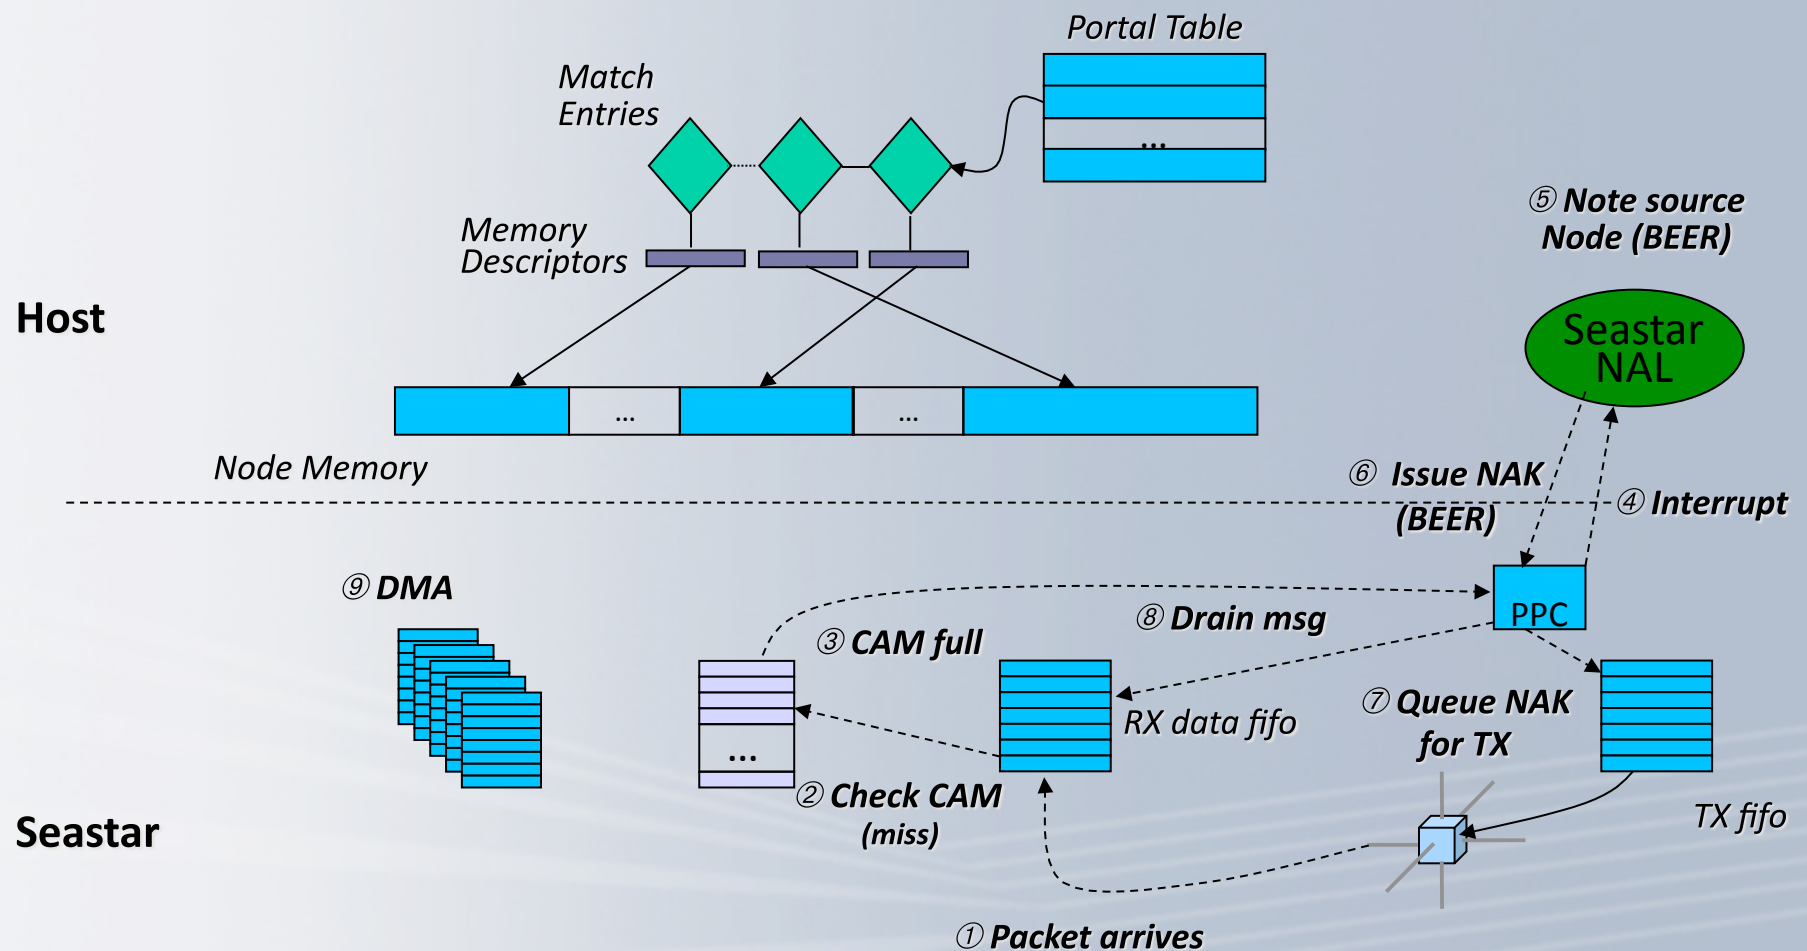 Portal Table
Match
Entries
...
⑤ Note source
Node (BEER)
Memory
Descriptors
Host
Seastar
NAL
...
...
Node Memory
⑥ Issue NAK
(BEER)
④ Interrupt
⑨ DMA
PPC
⑧ Drain msg
③ CAM full
⑦ Queue NAK
for TX
RX data fifo
...
② Check CAM
(miss)
TX fifo
Seastar
① Packet arrives